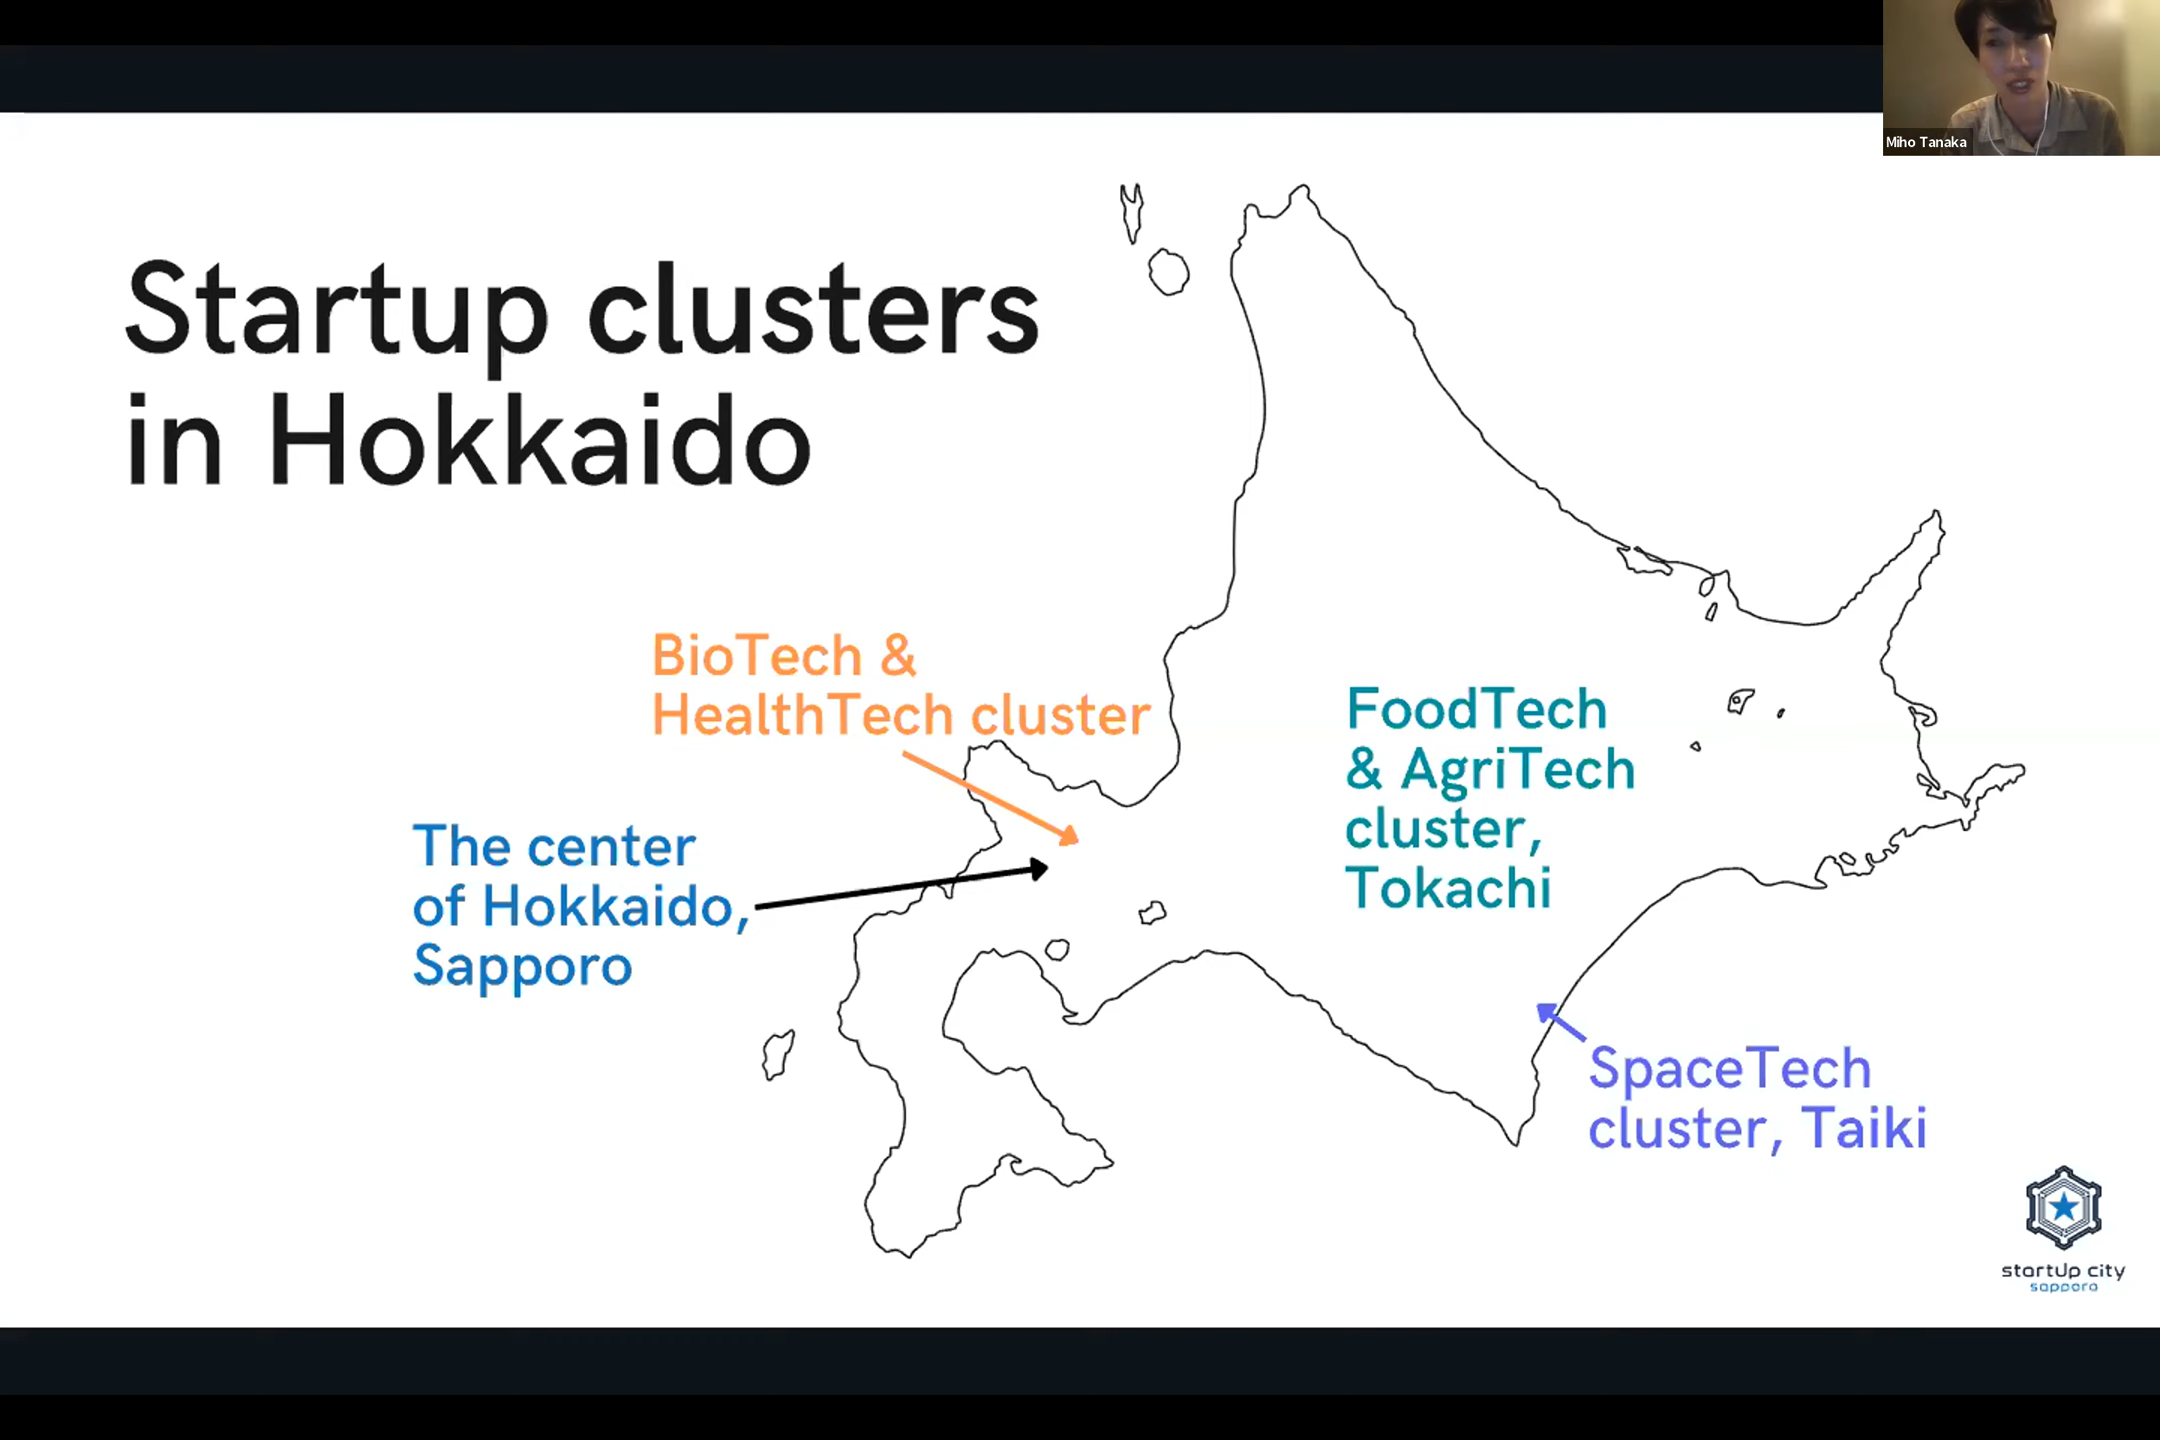 Miho Tanaka
Startup clusters
in Hokkaido
BioTech &
HealthTech cluster
The center
of Hokkaido,
Sapporo
FoodTech
& AgriTech
cluster,
Tokachi
SpaceTech
cluster, Taiki
startup city
sapporo